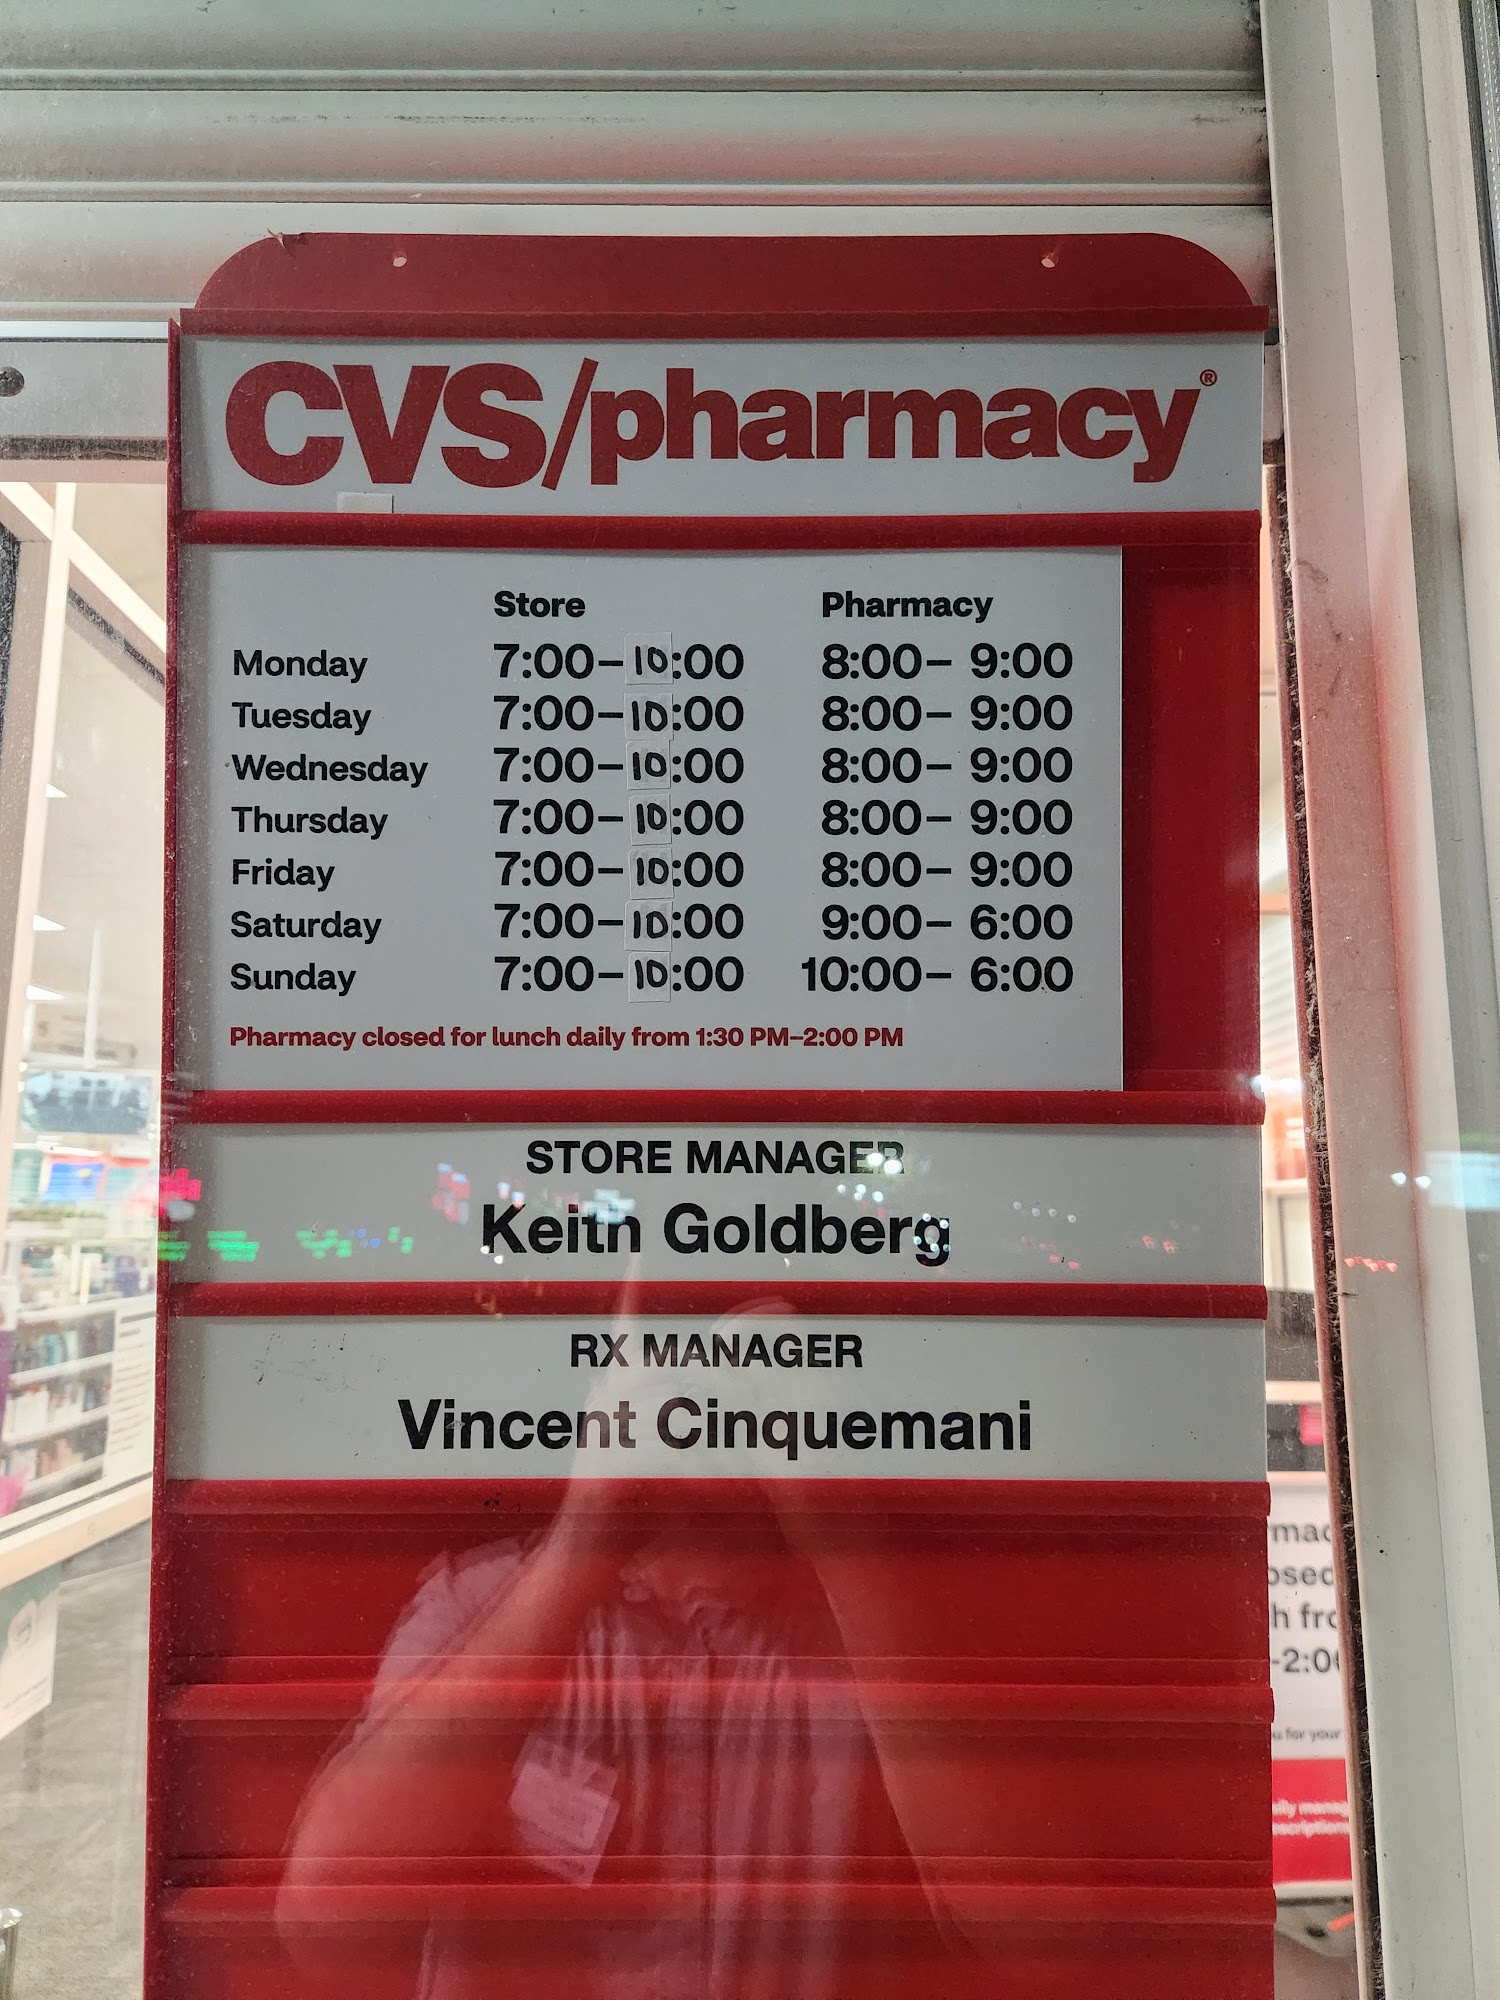 CVS/pharmacy®
Store Pharmacy
Monday 7:00–10:00 8:00– 9:00
Tuesday 7:00–10:00 8:00– 9:00
Wednesday 7:00–10:00 8:00– 9:00
Thursday 7:00–10:00 8:00– 9:00
Friday 7:00–10:00 8:00– 9:00
Saturday 7:00–10:00 9:00– 6:00
Sunday 7:00–10:00 10:00– 6:00
Pharmacy closed for lunch daily from 1:30 PM–2:00 PM
STORE MANAGER
Keith Goldberg
RX MANAGER
Vincent Cinquemani
for your